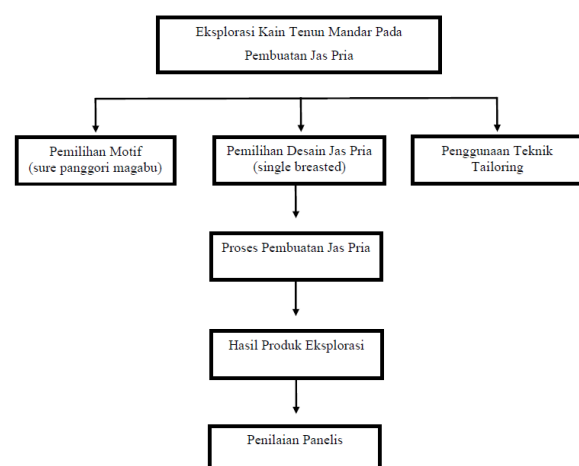 Eksplorasi Kain Tenun Mandar Pada
Pembuatan Jas Pria
Pemilihan Motif
(sure panggori magabu)
Pemilihan Desain Jas Pria
(single breasted)
Penggunaan Teknik
Tailoring
Proses Pembuatan Jas Pria
Hasil Produk Eksplorasi
Penilaian Panelis